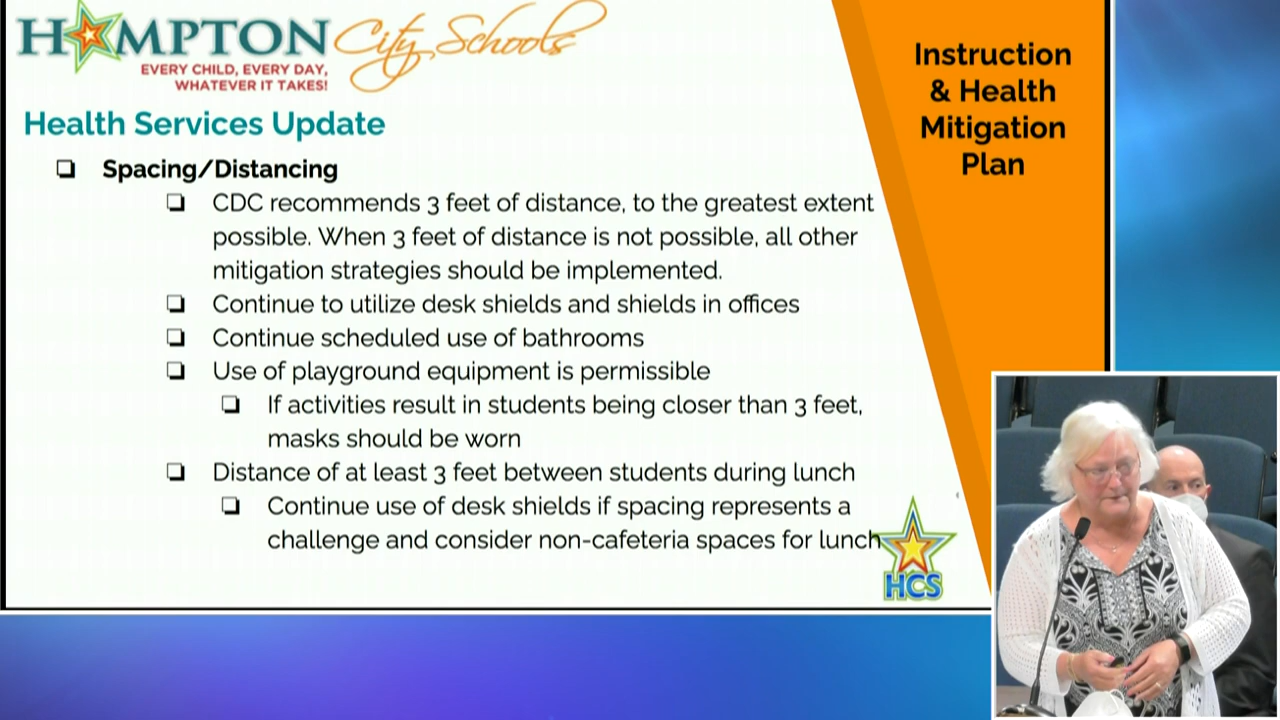 HAMPTON City Schools
EVERY CHILD, EVERY DAY,
WHATEVER IT TAKES!
Health Services Update
Spacing/Distancing
CDC recommends 3 feet of distance, to the greatest extent
possible. When 3 feet of distance is not possible, all other
mitigation strategies should be implemented.
Continue to utilize desk shields and shields in offices
Continue scheduled use of bathrooms
Use of playground equipment is permissible
If activities result in students being closer than 3 feet,
masks should be worn
Distance of at least 3 feet between students during lunch
Continue use of desk shields if spacing represents a
challenge and consider non-cafeteria spaces for lunch
HCS
Instruction
& Health
Mitigation
Plan